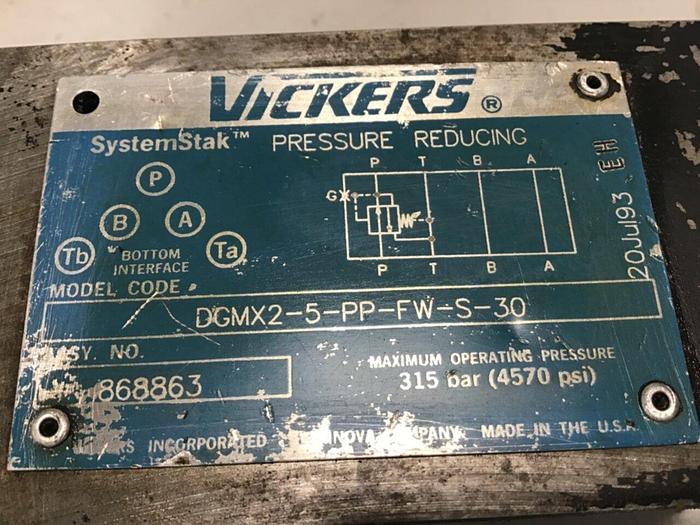 VICKERS ®
SystemStak™ PRESSURE REDUCING
P T B A
P
GX
B A
Tb Ta
BOTTOM
INTERFACE
P T B A
20Jul93 EH
MODEL CODE
DGMX2-5-PP-FW-S-30
NO.
868863
MAXIMUM OPERATING PRESSURE
315 bar (4570 psi)
INCORPORATED COMPANY MADE IN THE U.S.A